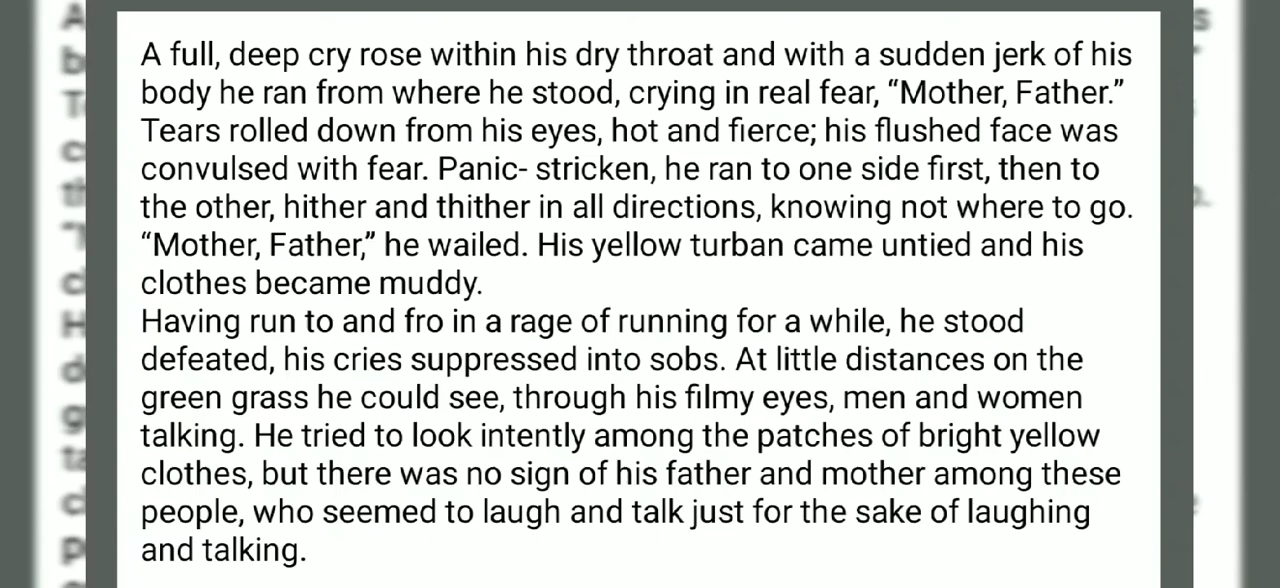 A full, deep cry rose within his dry throat and with a sudden jerk of his
body he ran from where he stood, crying in real fear, “Mother, Father.”
Tears rolled down from his eyes, hot and fierce; his flushed face was
convulsed with fear. Panic- stricken, he ran to one side first, then to
the other, hither and thither in all directions, knowing not where to go.
“Mother, Father,” he wailed. His yellow turban came untied and his
clothes became muddy.
Having run to and fro in a rage of running for a while, he stood
defeated, his cries suppressed into sobs. At little distances on the
green grass he could see, through his filmy eyes, men and women
talking. He tried to look intently among the patches of bright yellow
clothes, but there was no sign of his father and mother among these
people, who seemed to laugh and talk just for the sake of laughing
and talking.